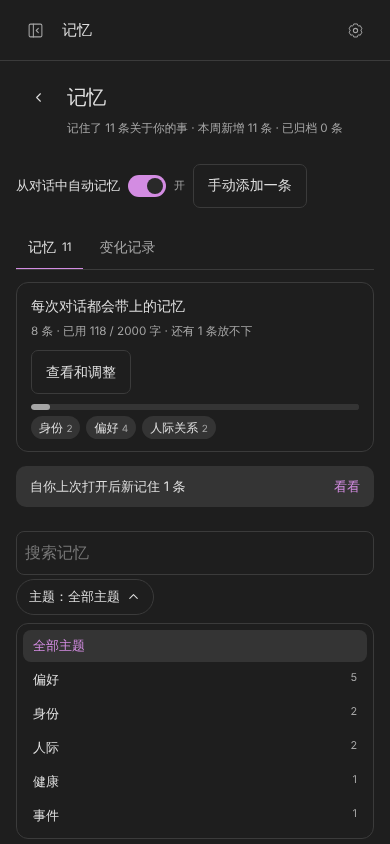 记忆
记忆
记住了 11 条关于你的事 · 本周新增 11 条 · 已归档 0 条
从对话中自动记忆 开 手动添加一条
记忆 11 变化记录
每次对话都会带上的记忆
8 条 · 已用 118 / 2000 字 · 还有 1 条放不下
查看和调整
身份 2 偏好 4 人际关系 2
自你上次打开后新记住 1 条 看看
搜索记忆
主题：全部主题
全部主题
偏好 5
身份 2
人际 2
健康 1
事件 1